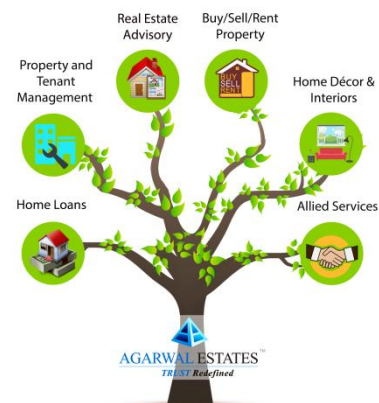 Real Estate
Advisory
Buy/Sell/Rent
Property
Property and
Tenant
Management
Home Décor &
Interiors
BUY
SELL
RENT
Home Loans
Allied Services
AGARWAL ESTATES™
TRUST Redefined